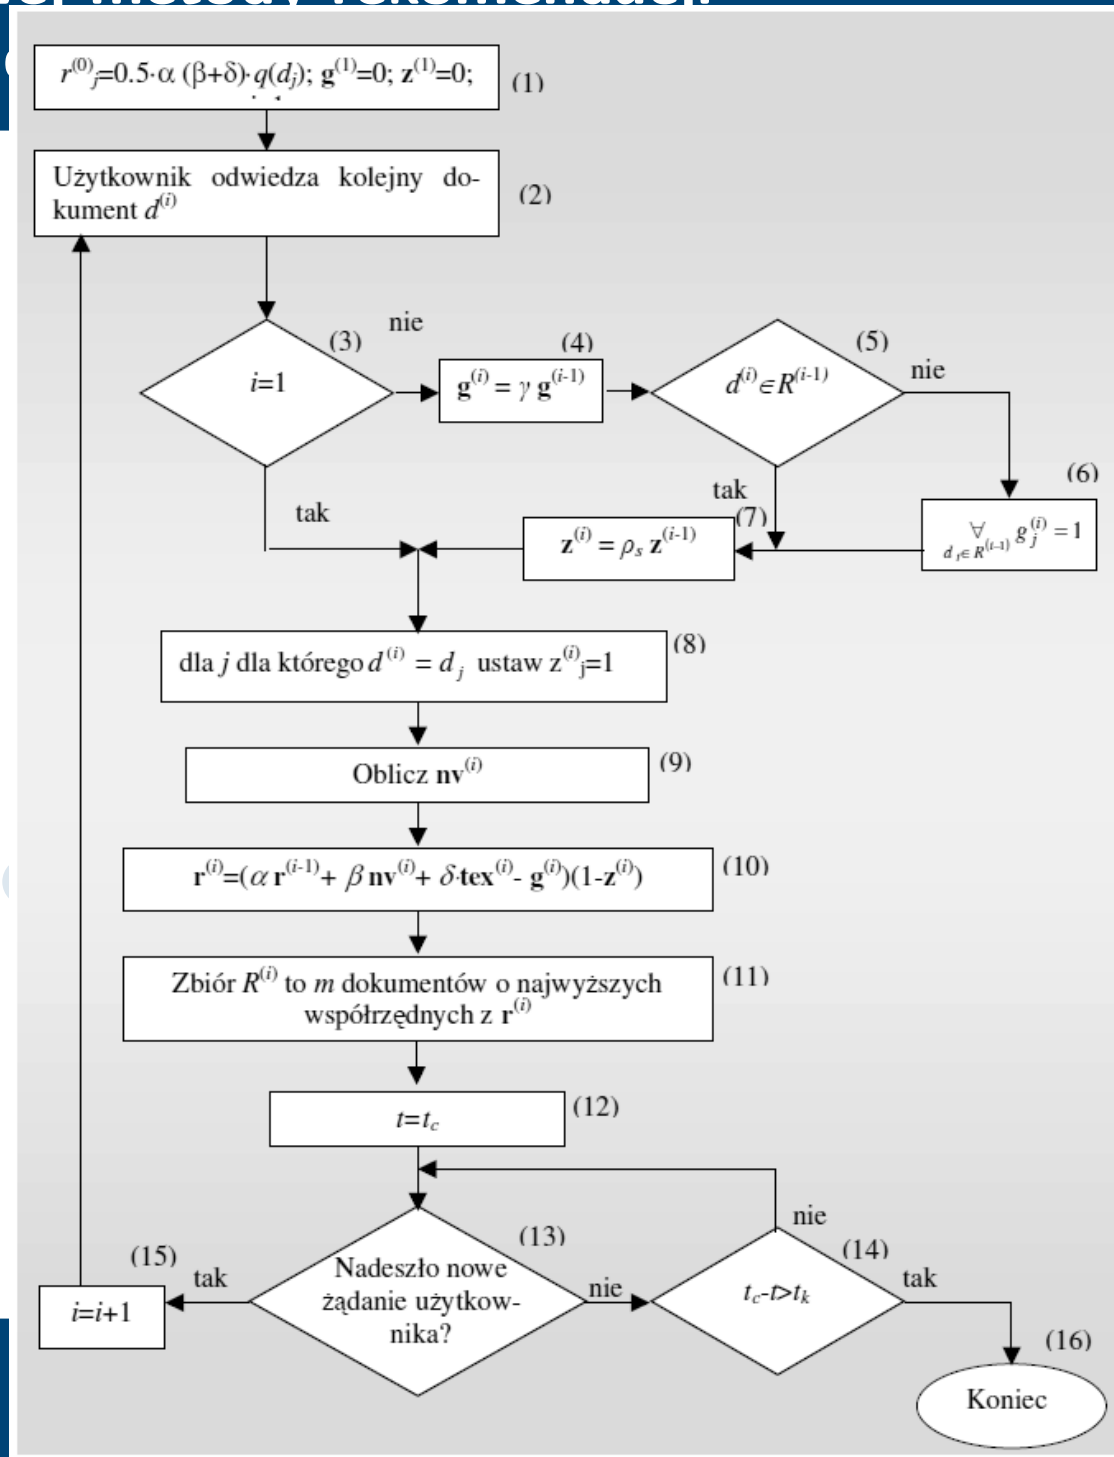 metody rekomendacji
r^(0)_j=0.5·α (β+δ)·q(d_j); g^(1)=0; z^(1)=0;
(1)
Użytkownik odwiedza kolejny do-
kument d^(i)
(2)
(3)
i=1
nie
tak
(4)
g^(i) = γ g^(i-1)
(5)
d^(i)∈R^(i-1)
nie
tak
(6)
∀ g_j^(i) = 1
d_j∈R^(i-1)
(7)
z^(i) = ρ_s z^(i-1)
dla j dla którego d^(i) = d_j ustaw z^(i)_j=1
(8)
Oblicz nv^(i)
(9)
r^(i)=(α r^(i-1)+ β nv^(i)+ δ·tex^(i)- g^(i))(1-z^(i))
(10)
Zbiór R^(i) to m dokumentów o najwyższych
współrzędnych z r^(i)
(11)
t=t_c
(12)
(13)
Nadeszło nowe
żądanie użytkow-
nika?
tak
nie
(14)
t_c-t>t_k
nie
tak
(15)
i=i+1
(16)
Koniec